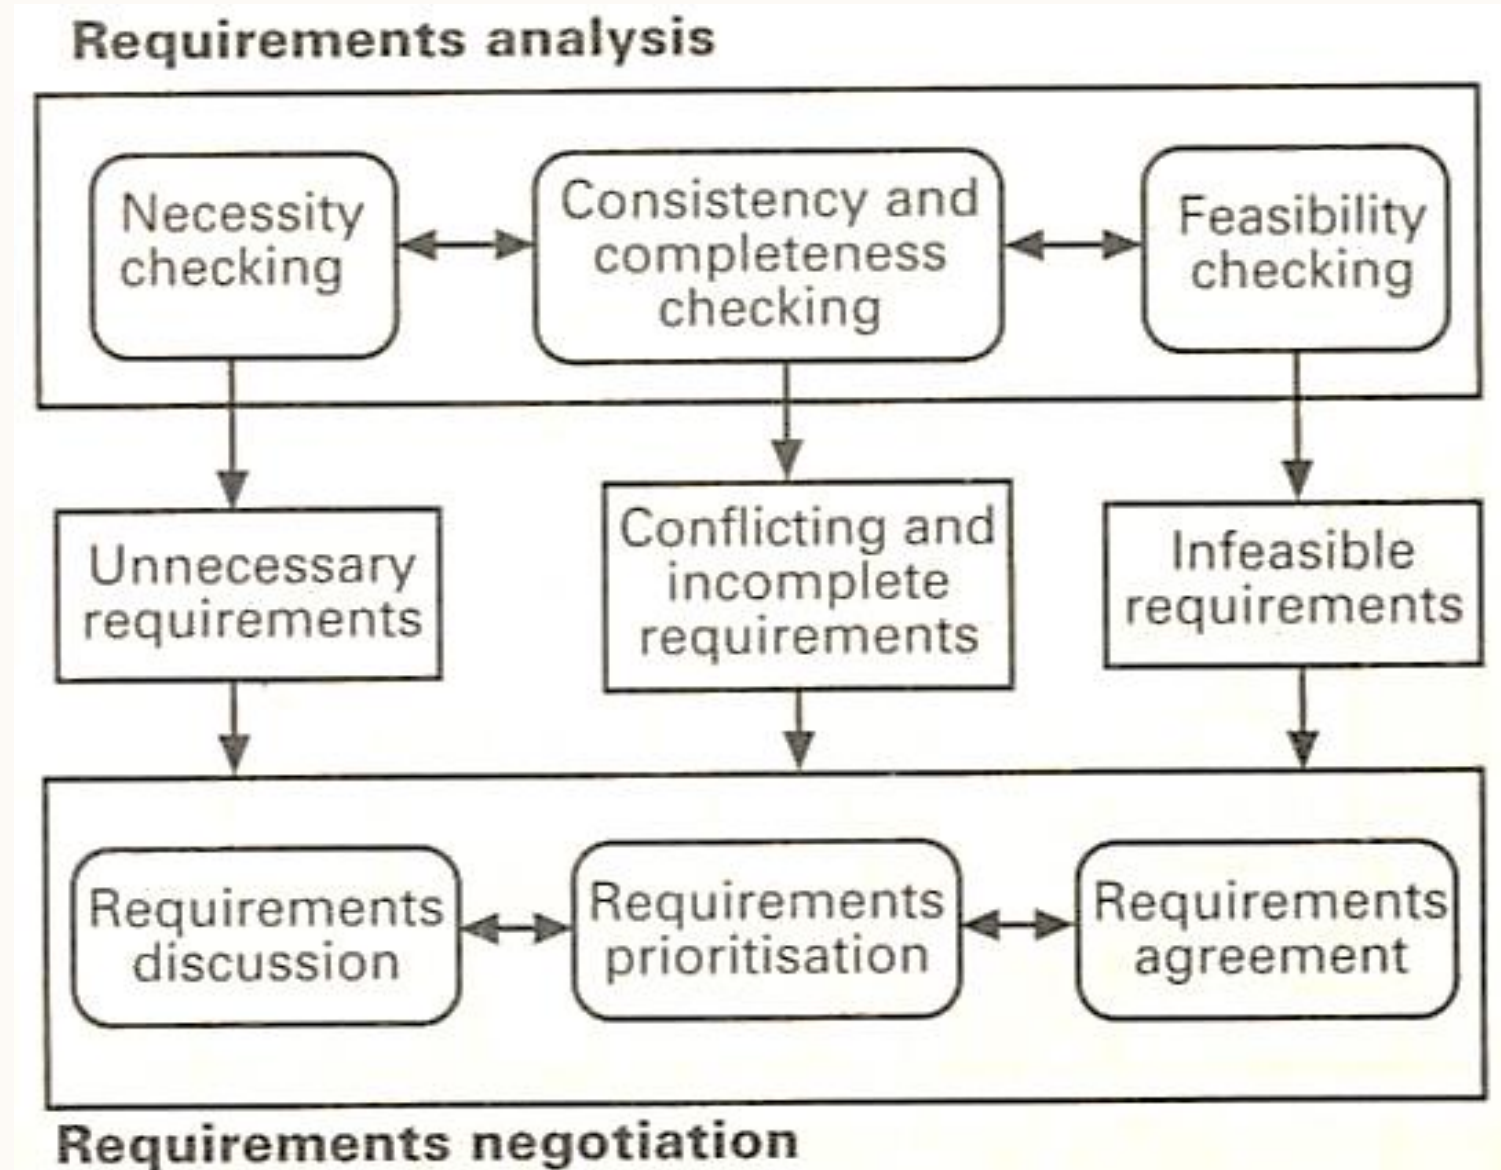 Requirements analysis
Necessity
checking
Consistency and
completeness
checking
Feasibility
checking
Unnecessary
requirements
Conflicting and
incomplete
requirements
Infeasible
requirements
Requirements
discussion
Requirements
prioritisation
Requirements
agreement
Requirements negotiation